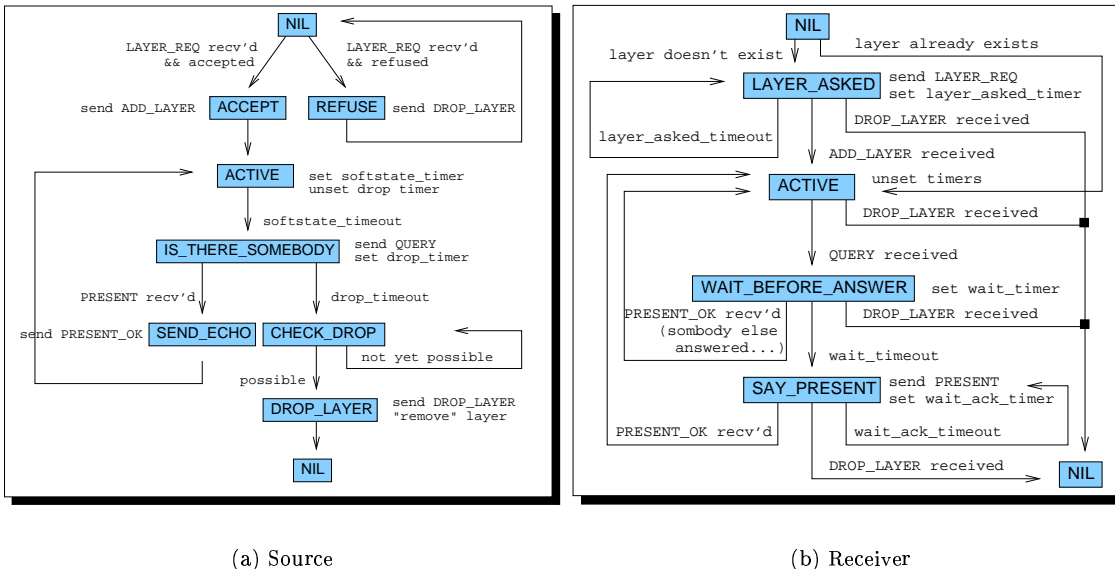 NIL
LAYER_REQ recv'd
&& accepted
LAYER_REQ recv'd
&& refused
send ADD_LAYER
ACCEPT
REFUSE
send DROP_LAYER
ACTIVE
set softstate_timer
unset drop timer
softstate_timeout
IS_THERE_SOMEBODY
send QUERY
set drop_timer
PRESENT recv'd
drop_timeout
send PRESENT_OK
SEND_ECHO
CHECK_DROP
not yet possible
possible
DROP_LAYER
send DROP_LAYER
"remove" layer
NIL
(a) Source
NIL
layer doesn't exist
layer already exists
LAYER_ASKED
send LAYER_REQ
set layer_asked_timer
layer_asked_timeout
DROP_LAYER received
ADD_LAYER received
ACTIVE
unset timers
DROP_LAYER received
QUERY received
WAIT_BEFORE_ANSWER
set wait_timer
PRESENT_OK recv'd
(sombody else
answered...)
DROP_LAYER received
wait_timeout
SAY_PRESENT
send PRESENT
set wait_ack_timer
PRESENT_OK recv'd
wait_ack_timeout
DROP_LAYER received
NIL
(b) Receiver